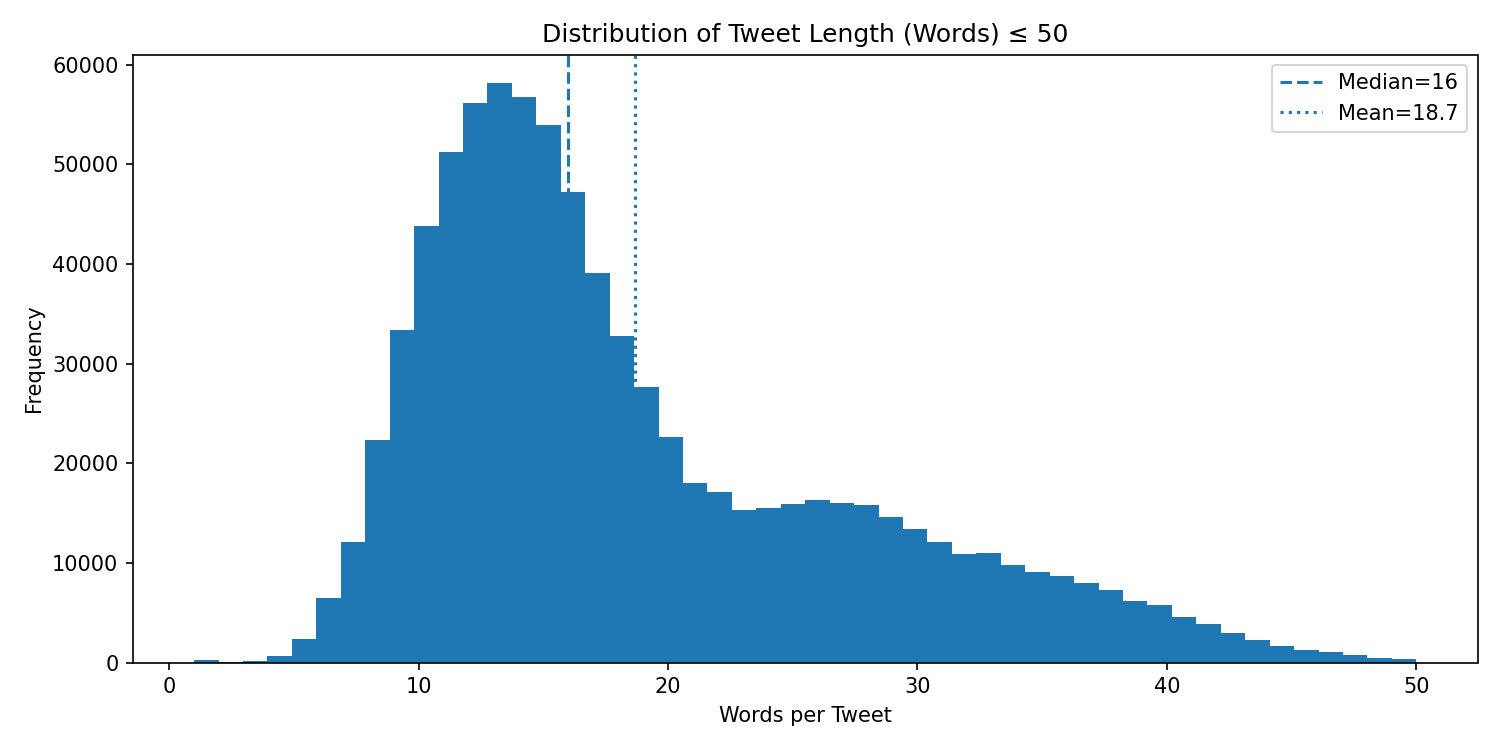 Distribution of Tweet Length (Words) ≤ 50
Median=16
Mean=18.7
Frequency
60000
50000
40000
30000
20000
10000
0
0 10 20 30 40 50
Words per Tweet